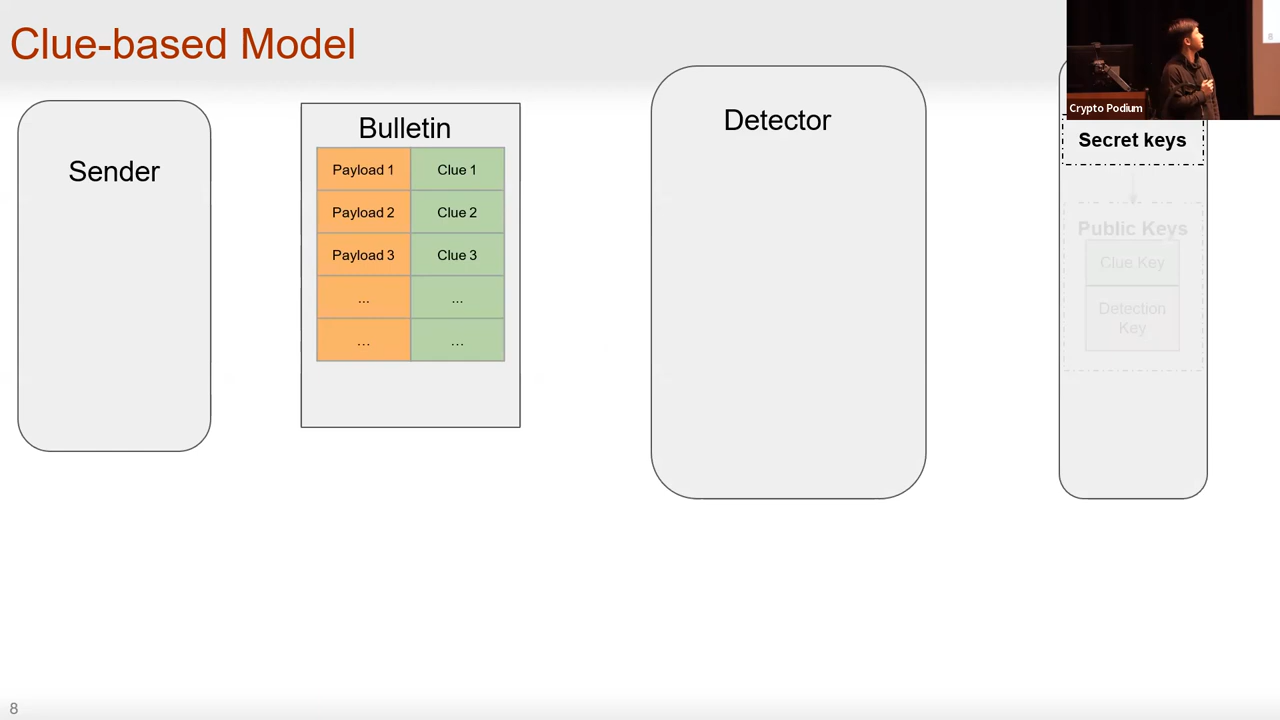 Clue-based Model
Sender
Bulletin
Payload 1 Clue 1
Payload 2 Clue 2
Payload 3 Clue 3
... ...
... ...
Detector
Crypto Podium
Secret keys
Public Keys
Clue Key
Detection
Key
8
8